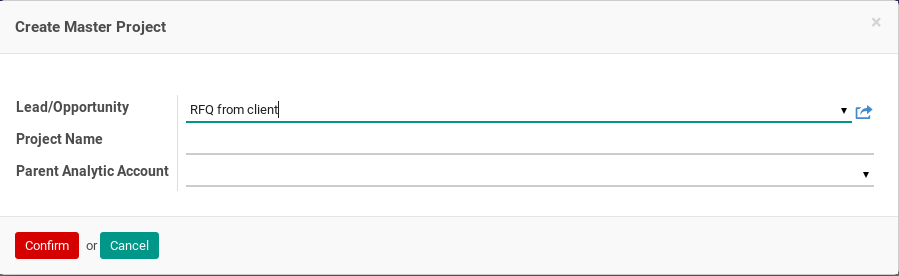 Create Master Project ×
Lead/Opportunity RFQ from client
Project Name
Parent Analytic Account
Confirm or Cancel